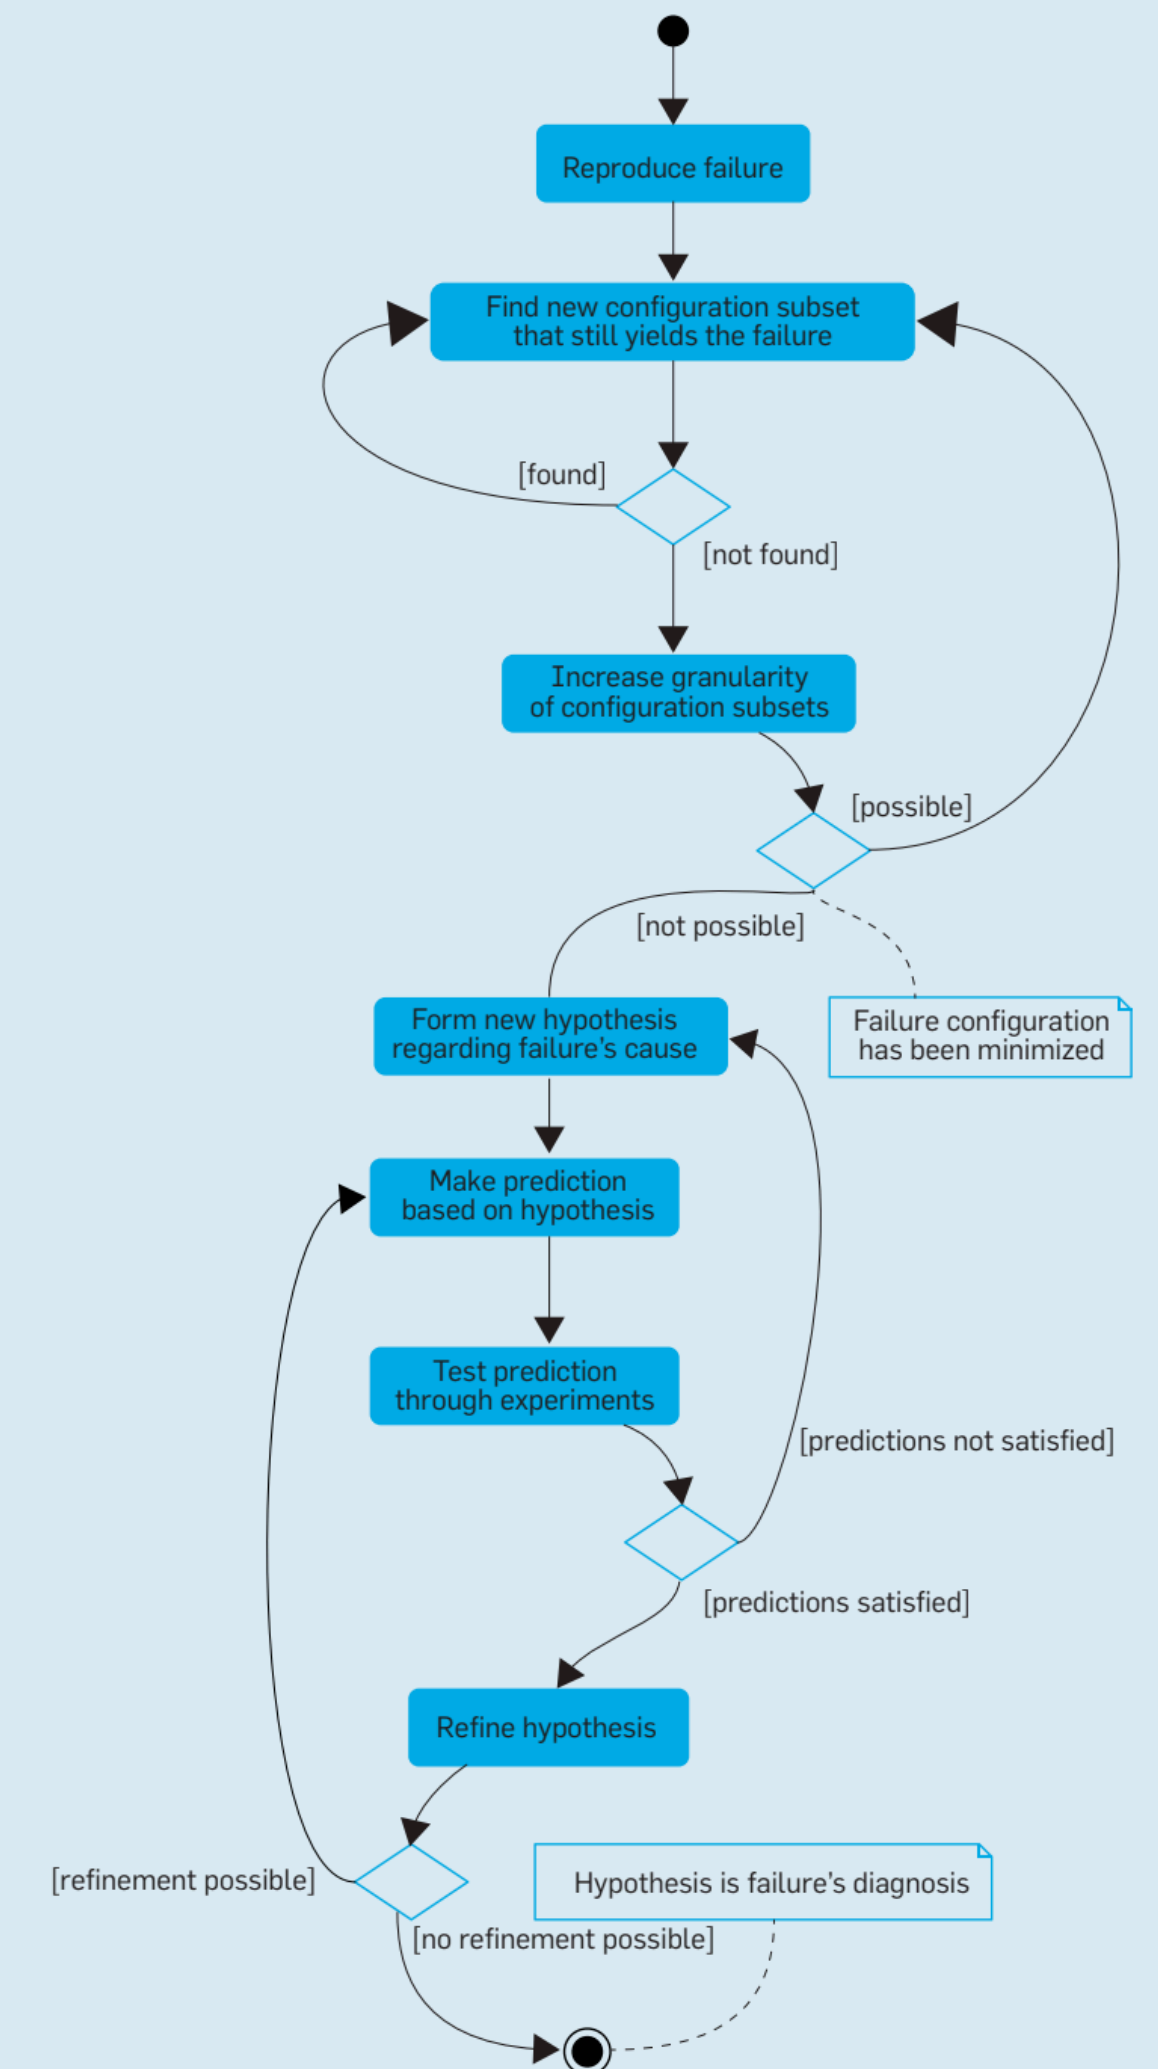 Reproduce failure
Find new configuration subset
that still yields the failure
[found]
[not found]
Increase granularity
of configuration subsets
[possible]
[not possible]
Failure configuration
has been minimized
Form new hypothesis
regarding failure's cause
Make prediction
based on hypothesis
Test prediction
through experiments
[predictions not satisfied]
[predictions satisfied]
Refine hypothesis
[refinement possible]
Hypothesis is failure's diagnosis
[no refinement possible]